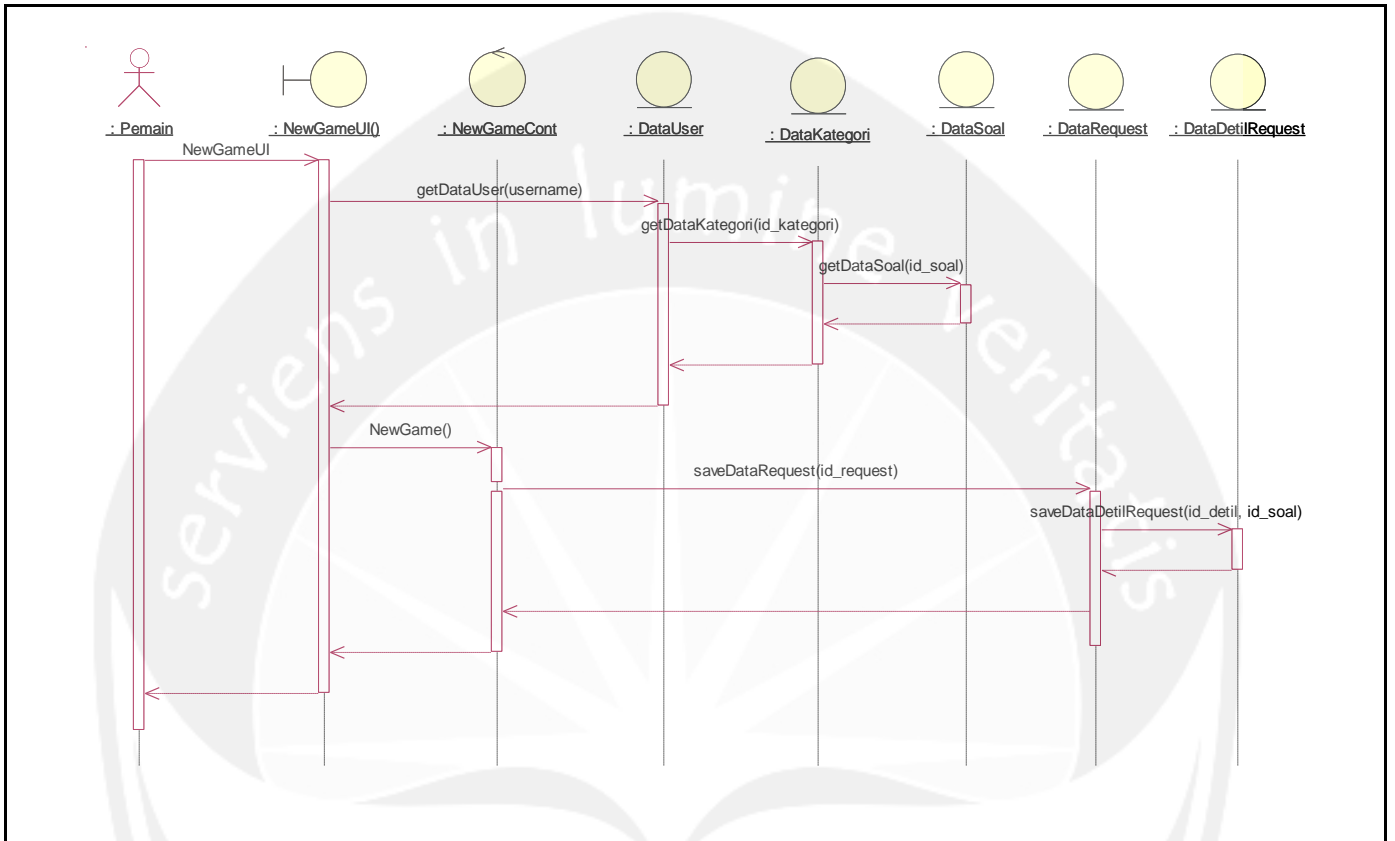 : Pemain
: NewGameUI()
: NewGameCont
: DataUser
: DataKategori
: DataSoal
: DataRequest
: DataDetilRequest
NewGameUI
getDataUser(username)
getDataKategori(id_kategori)
getDataSoal(id_soal)
NewGame()
saveDataRequest(id_request)
saveDataDetilRequest(id_detil, id_soal)
serviens in lumine veritatis